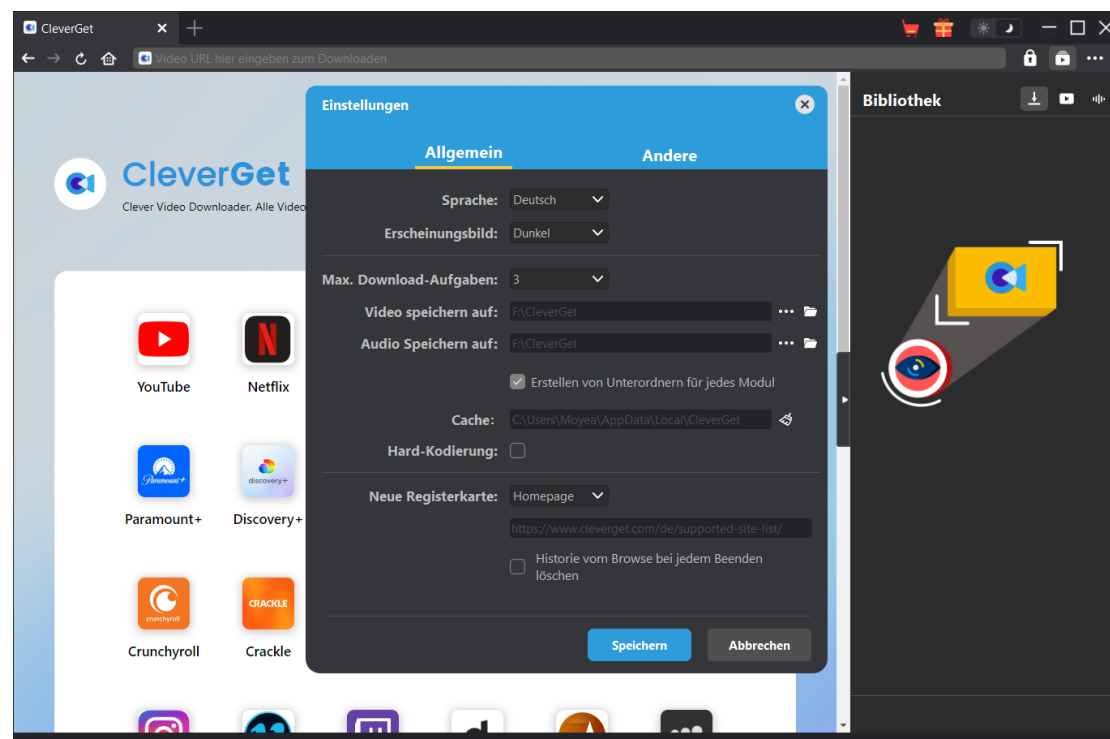 CleverGet
Video URL hier eingeben zum Downloaden
Einstellungen
Bibliothek
Allgemein
Andere
CleverGet
Clever Video Downloader. Alle Video
Sprache: Deutsch
Erscheinungsbild: Dunkel
Max. Download-Aufgaben: 3
Video speichern auf: F:\CleverGet
Audio Speichern auf: F:\CleverGet
Erstellen von Unterordnern für jedes Modul
Cache: C:\Users\Moyea\AppData\Local\CleverGet
Hard-Kodierung:
Neue Registerkarte: Homepage
https://www.cleverget.com/de/supported-site-list/
Historie vom Browse bei jedem Beenden
löschen
Speichern
Abbrechen
YouTube
Netflix
Paramount+
discovery+
Paramount+
Discovery+
crunchyroll
CRACKLE
Crunchyroll
Crackle